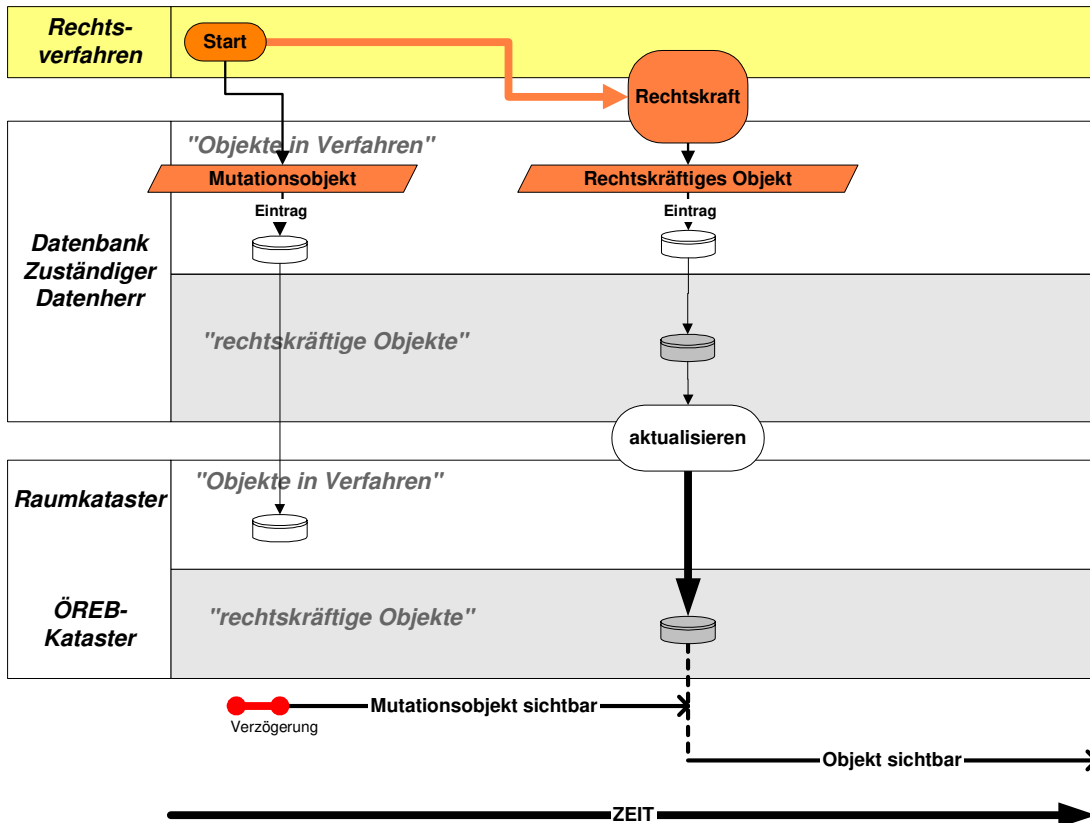 Rechts-
verfahren
Start
Rechtskraft
"Objekte in Verfahren"
Mutationsobjekt
Rechtskräftiges Objekt
Eintrag
Eintrag
Datenbank
Zuständiger
Datenherr
"rechtskräftige Objekte"
aktualisieren
"Objekte in Verfahren"
Raumkataster
ÖREB-
Kataster
"rechtskräftige Objekte"
Mutationsobjekt sichtbar
Verzögerung
Objekt sichtbar
ZEIT